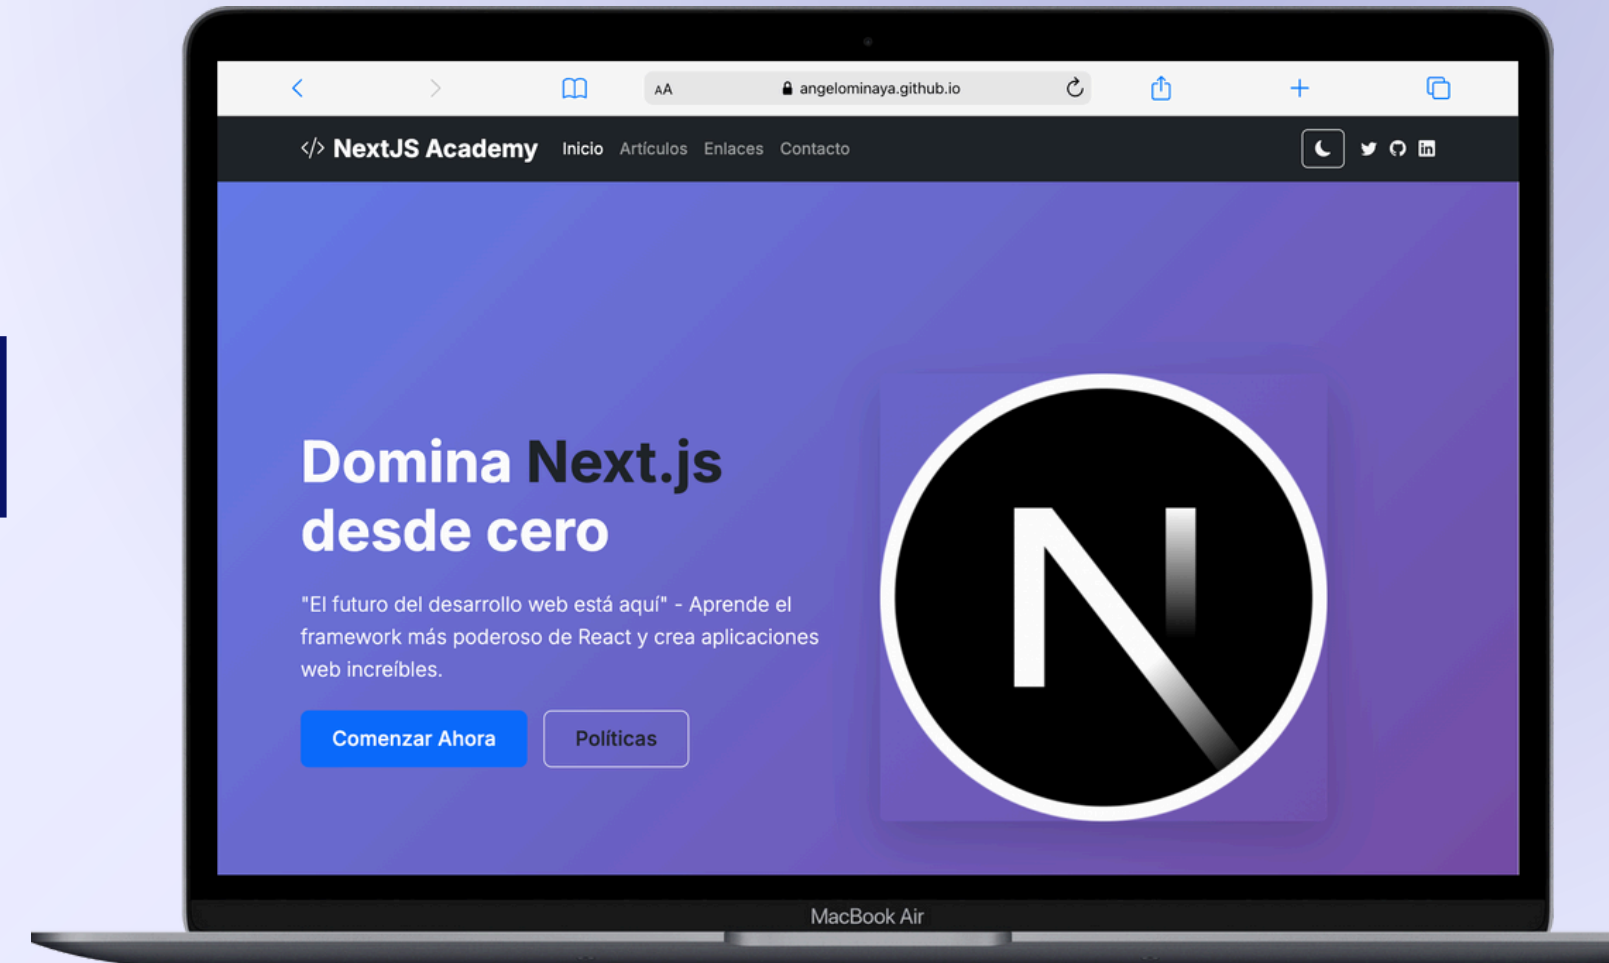 AA angelominaya.github.io
</> NextJS Academy Inicio Artículos Enlaces Contacto
Domina Next.js
desde cero
"El futuro del desarrollo web está aquí" - Aprende el
framework más poderoso de React y crea aplicaciones
web increíbles.
Comenzar Ahora Políticas
N
MacBook Air